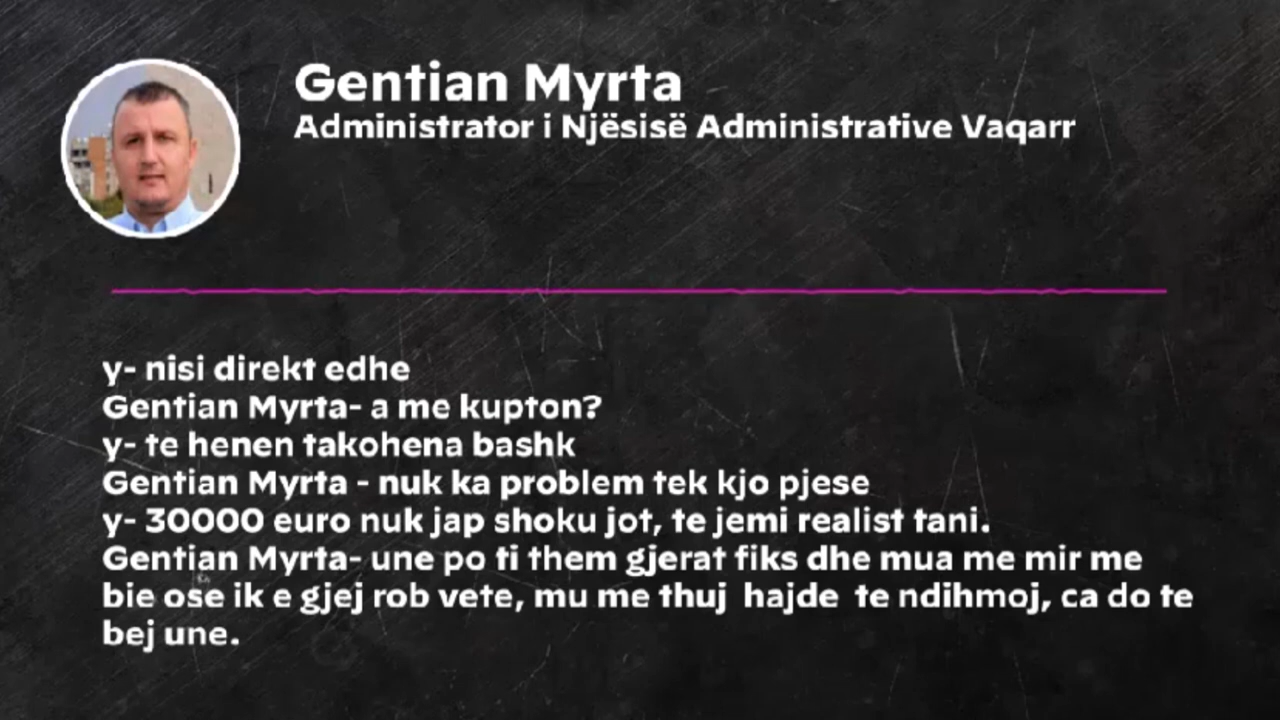 Gentian Myrta
Administrator i Njësisë Administrative Vaqarr
y- nisi direkt edhe
Gentian Myrta- a me kupton?
y- te henen takohena bashk
Gentian Myrta - nuk ka problem tek kjo pjese
y- 30000 euro nuk jap shoku jot, te jemi realist tani.
Gentian Myrta- une po ti them gjerat fiks dhe mua me mir me
bie ose ik e gjej rob vete, mu me thuj  hajde  te ndihmoj, ca do te
bej une.